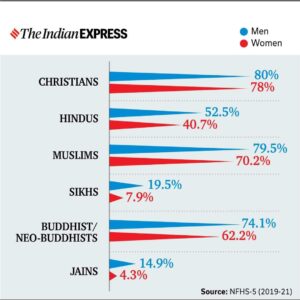 The Indian EXPRESS
Men
Women
CHRISTIANS
80%
78%
HINDUS
52.5%
40.7%
MUSLIMS
79.5%
70.2%
SIKHS
19.5%
7.9%
BUDDHIST/
NEO-BUDDHISTS
74.1%
62.2%
JAINS
14.9%
4.3%
Source: NFHS-5 (2019-21)